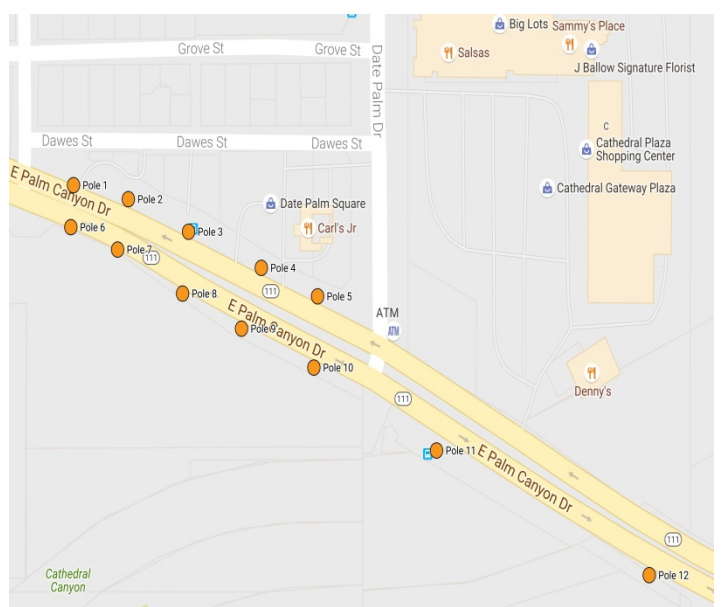 Big Lots
Sammy's Place
Grove St
Grove St
Salsas
J Ballow Signature Florist
Date Palm Dr
Dawes St
Dawes St
Dawes St
C
Cathedral Plaza
Shopping Center
Cathedral Gateway Plaza
E Palm Canyon Dr
Pole 1
Pole 2
Date Palm Square
Pole 3
Carl's Jr
Pole 6
Pole 7
111
Pole 4
111
Pole 8
Pole 5
E Palm Canyon Dr
ATM
ATM
Pole 9
Pole 10
Denny's
111
Pole 11
E Palm Canyon Dr
111
Cathedral
Canyon
Pole 12